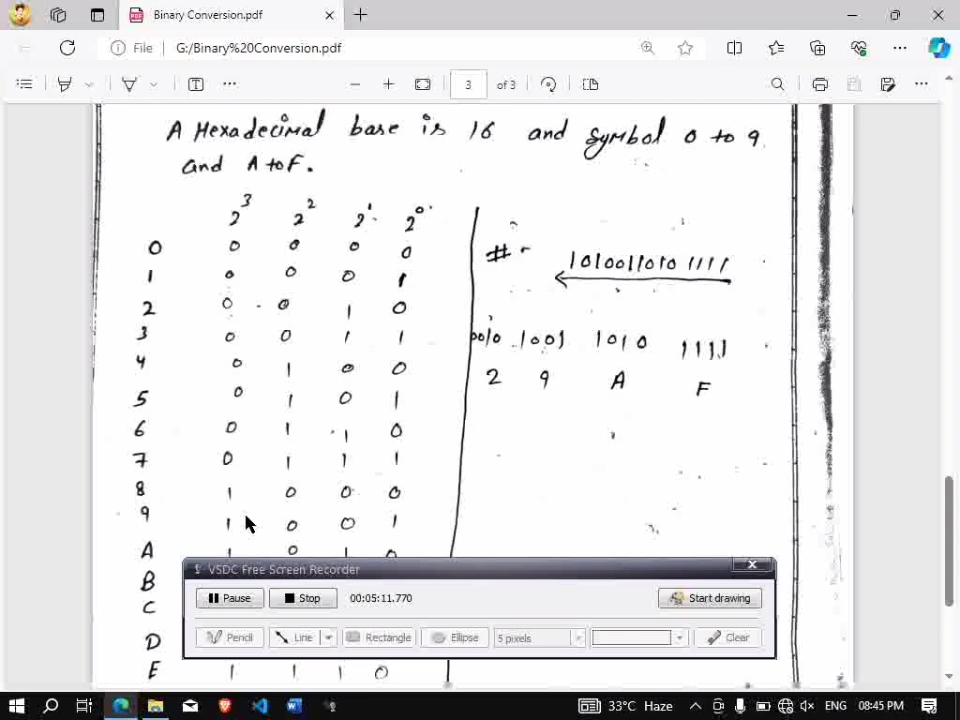 Binary Conversion.pdf
File G:/Binary%20Conversion.pdf
3 of 3
A Hexadecimal base is 16 and Symbol 0 to 9
and A to F.
2³ 2² 2¹ 2⁰
0 0 0 0 0
1 0 0 0 1
2 0 0 1 0
3 0 0 1 1
4 0 1 0 0
5 0 1 0 1
6 0 1 1 0
7 0 1 1 1
8 1 0 0 0
9 1 0 0 1
A 1 0 1 0
B
C
D
E 1 1 1 0
# 10100110101111
0010 1001 1010 1111
2 9 A F
VSDC Free Screen Recorder
Pause Stop 00:05:11.770 Start drawing
Pencil Line Rectangle Ellipse 5 pixels Clear
33°C Haze ENG 08:45 PM